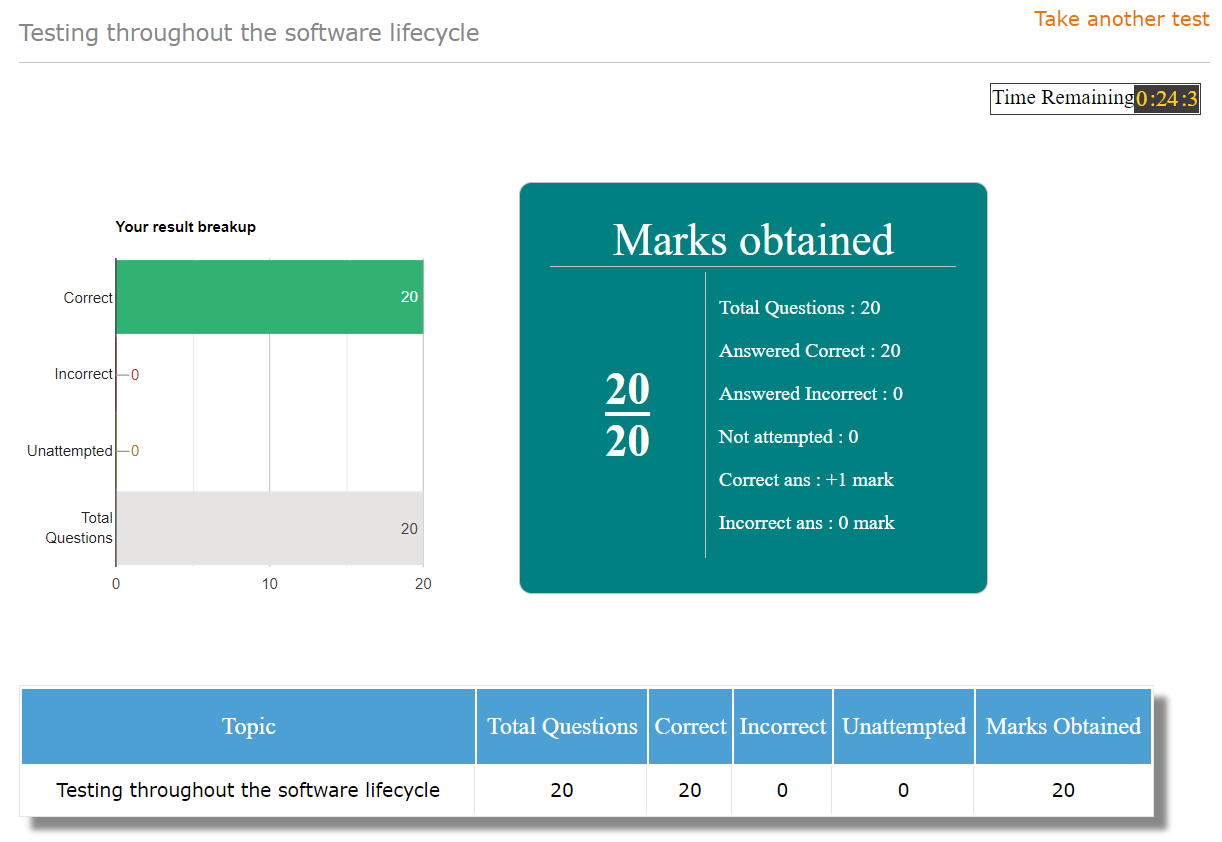 Testing throughout the software lifecycle
Take another test
Time Remaining 0:24:3
Your result breakup
Correct 20
Incorrect 0
Unattempted 0
Total
Questions 20
0 10 20
Marks obtained
20
20
Total Questions : 20
Answered Correct : 20
Answered Incorrect : 0
Not attempted : 0
Correct ans : +1 mark
Incorrect ans : 0 mark
Topic Total Questions Correct Incorrect Unattempted Marks Obtained
Testing throughout the software lifecycle 20 20 0 0 20